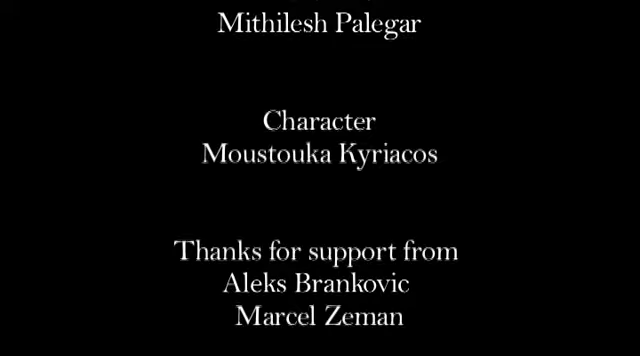 Mithilesh Palegar
Character
Moustouka Kyriacos
Thanks for support from
Aleks Brankovic
Marcel Zeman